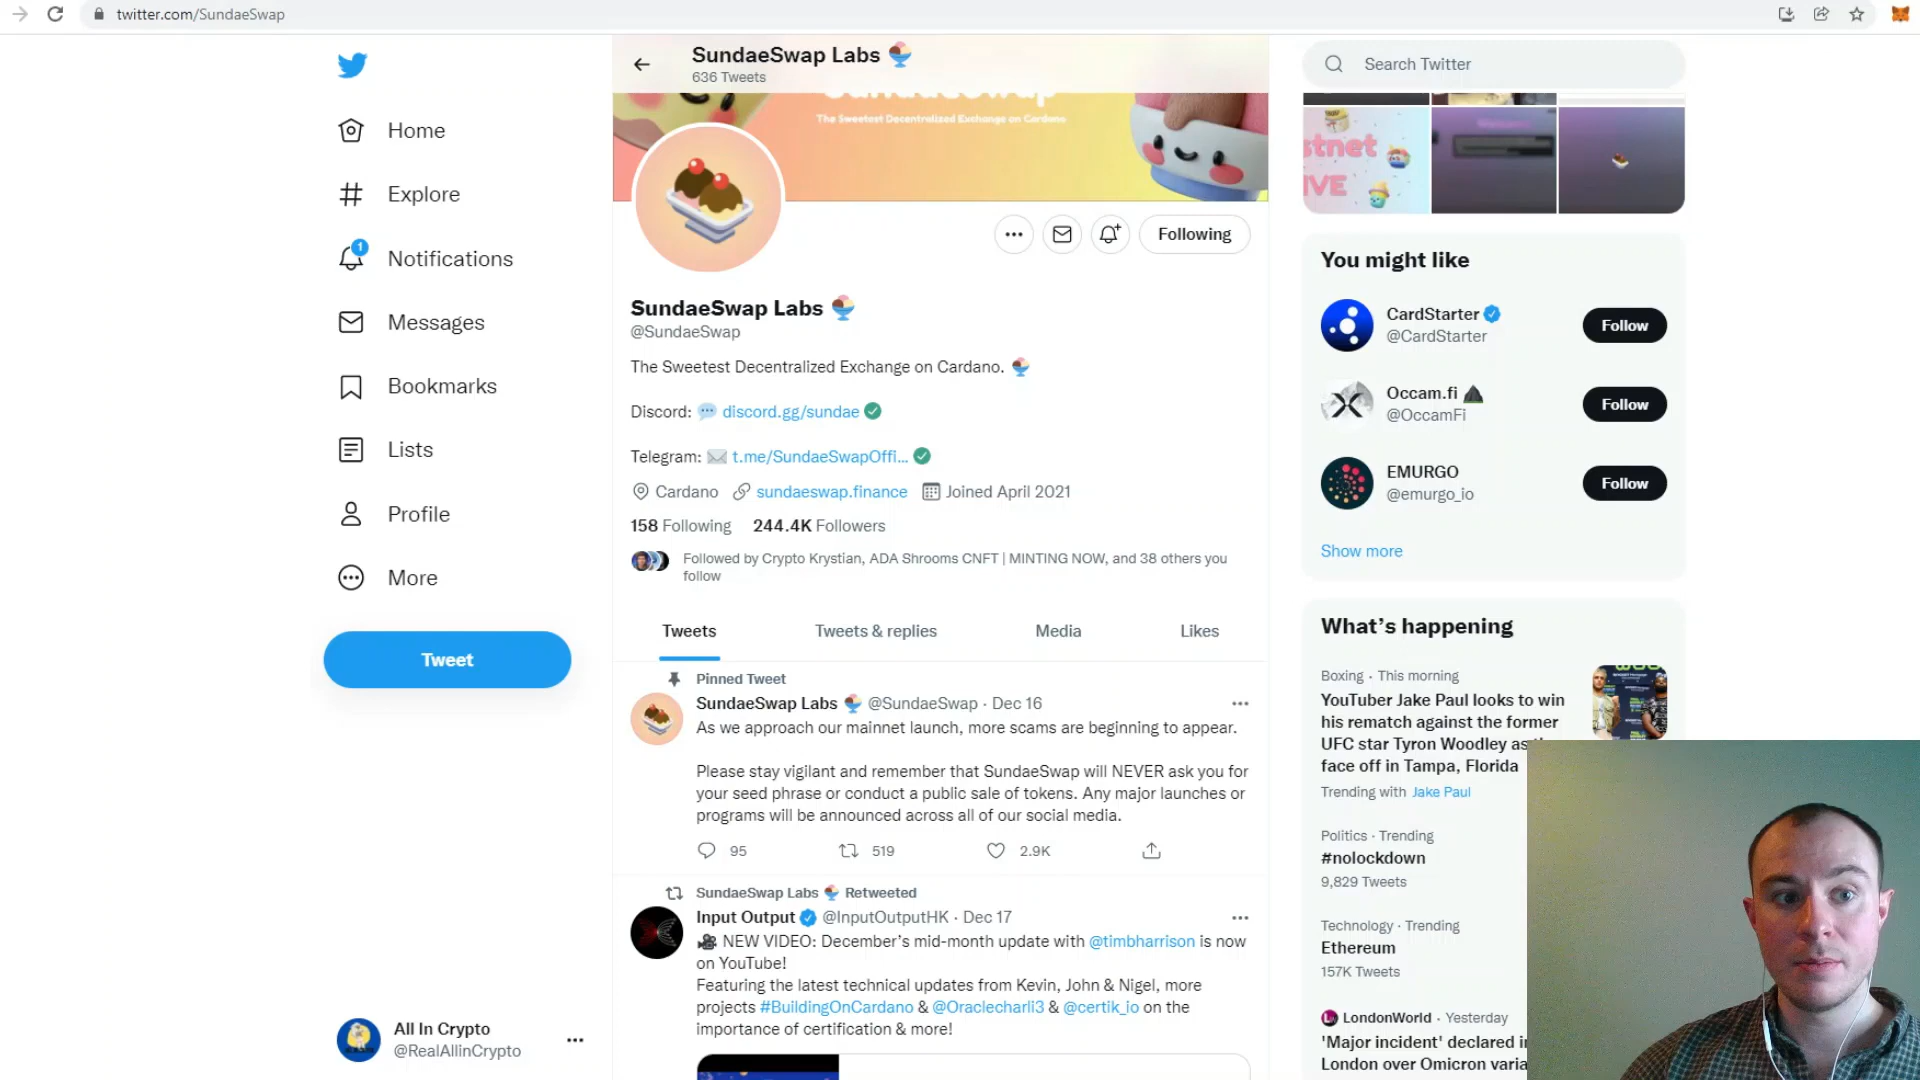 twitter.com/SundaeSwap
SundaeSwap Labs
636 Tweets
Search Twitter
SundaeSwap
The Sweetest Decentralized Exchange on Cardano
Home
Explore
1
Notifications
Messages
Bookmarks
Lists
Profile
More
Tweet
All In Crypto
@RealAllinCrypto
Following
SundaeSwap Labs
@SundaeSwap
The Sweetest Decentralized Exchange on Cardano.
Discord: discord.gg/sundae
Telegram: t.me/SundaeSwapOffi...
Cardano sundaeswap.finance Joined April 2021
158 Following 244.4K Followers
Followed by Crypto Krystian, ADA Shrooms CNFT | MINTING NOW, and 38 others you
follow
Tweets Tweets & replies Media Likes
Pinned Tweet
SundaeSwap Labs @SundaeSwap · Dec 16
As we approach our mainnet launch, more scams are beginning to appear.
Please stay vigilant and remember that SundaeSwap will NEVER ask you for
your seed phrase or conduct a public sale of tokens. Any major launches or
programs will be announced across all of our social media.
95 519 2.9K
SundaeSwap Labs Retweeted
Input Output @InputOutputHK · Dec 17
NEW VIDEO: December's mid-month update with @timbharrison is now
on YouTube!
Featuring the latest technical updates from Kevin, John & Nigel, more
projects #BuildingOnCardano & @Oraclecharli3 & @certik_io on the
importance of certification & more!
stnet
IVE
You might like
CardStarter
@CardStarter
Follow
Occam.fi
@OccamFi
Follow
EMURGO
@emurgo_io
Follow
Show more
What's happening
Boxing · This morning
YouTuber Jake Paul looks to win
his rematch against the former
UFC star Tyron Woodley as
face off in Tampa, Florida
Trending with Jake Paul
Politics · Trending
#nolockdown
9,829 Tweets
Technology · Trending
Ethereum
157K Tweets
LondonWorld · Yesterday
'Major incident' declared in
London over Omicron varia